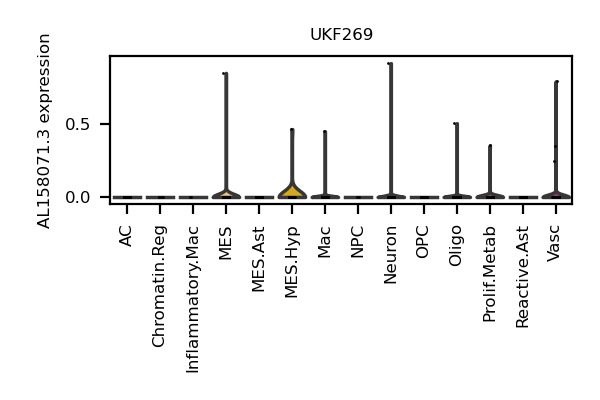 UKF269
AL158071.3 expression
0.5
0.0
AC
Chromatin.Reg
Inflammatory.Mac
MES
MES.Ast
MES.Hyp
Mac
NPC
Neuron
OPC
Oligo
Prolif.Metab
Reactive.Ast
Vasc